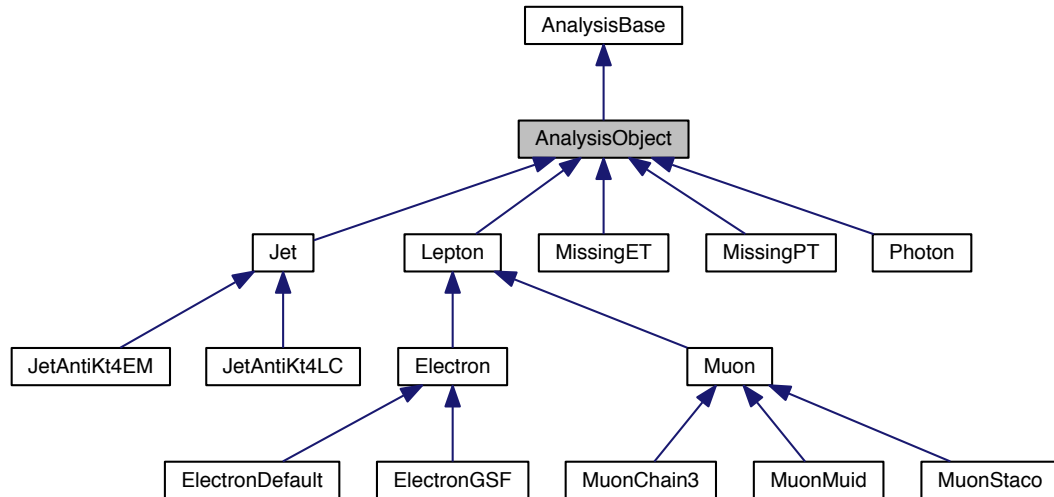 AnalysisBase
AnalysisObject
Jet
Lepton
MissingET
MissingPT
Photon
JetAntiKt4EM
JetAntiKt4LC
Electron
Muon
ElectronDefault
ElectronGSF
MuonChain3
MuonMuid
MuonStaco